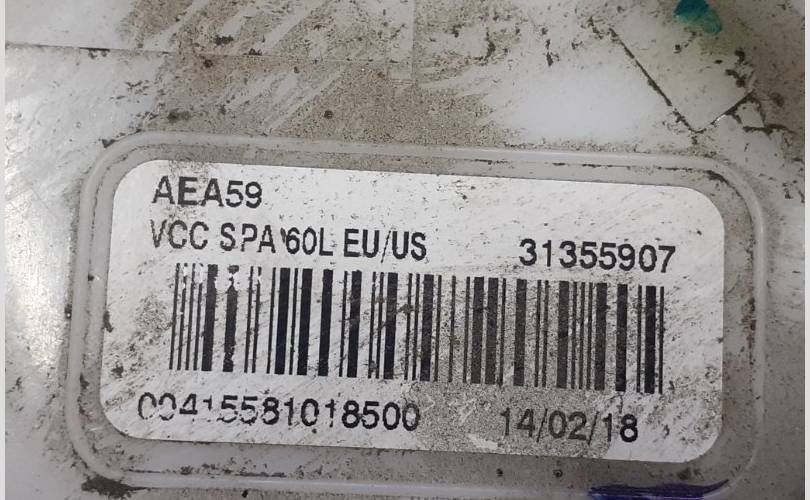 AEA59
VCC SPA 60L EU/US 31355907
00415581018500 14/02/18